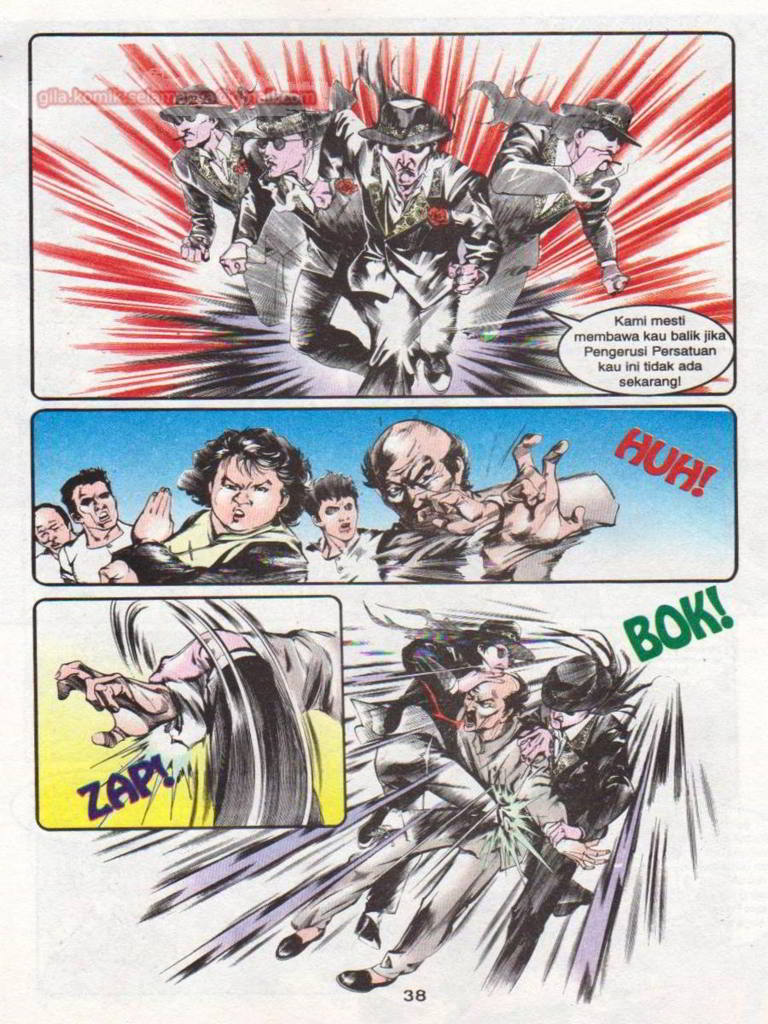 Kami mesti
membawa kau balik jika
Pengerusi Persatuan
kau ini tidak ada
sekarang!
HUH!
ZAP!
BOK!
38